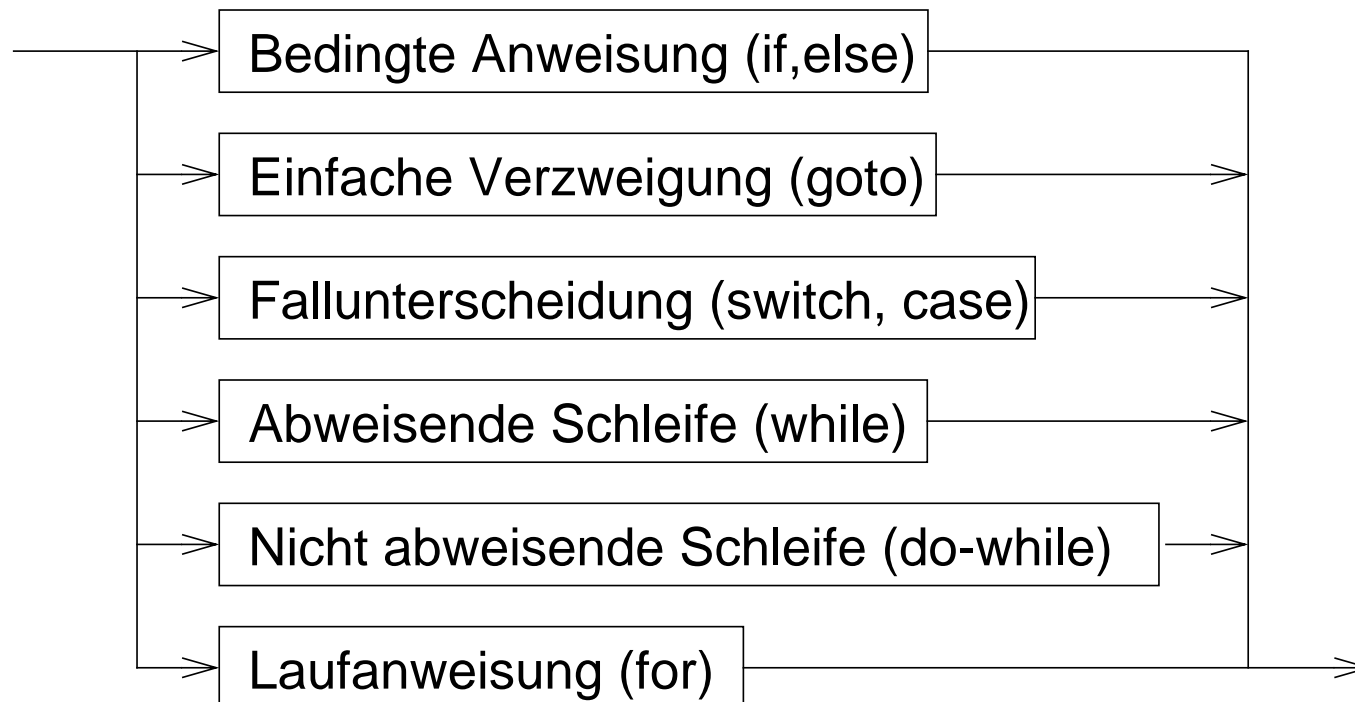 Bedingte Anweisung (if,else)
Einfache Verzweigung (goto)
Fallunterscheidung (switch, case)
Abweisende Schleife (while)
Nicht abweisende Schleife (do-while)
Laufanweisung (for)